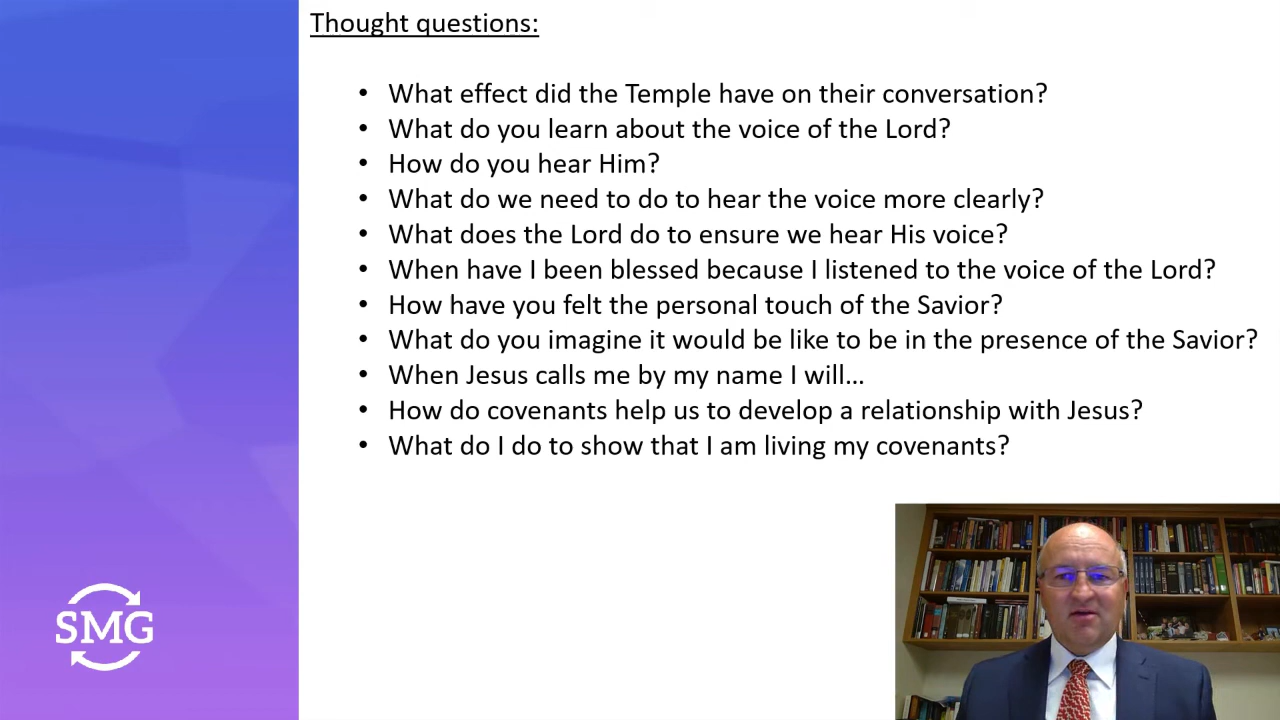 Thought questions:
• What effect did the Temple have on their conversation?
• What do you learn about the voice of the Lord?
• How do you hear Him?
• What do we need to do to hear the voice more clearly?
• What does the Lord do to ensure we hear His voice?
• When have I been blessed because I listened to the voice of the Lord?
• How have you felt the personal touch of the Savior?
• What do you imagine it would be like to be in the presence of the Savior?
• When Jesus calls me by my name I will…
• How do covenants help us to develop a relationship with Jesus?
• What do I do to show that I am living my covenants?
SMG